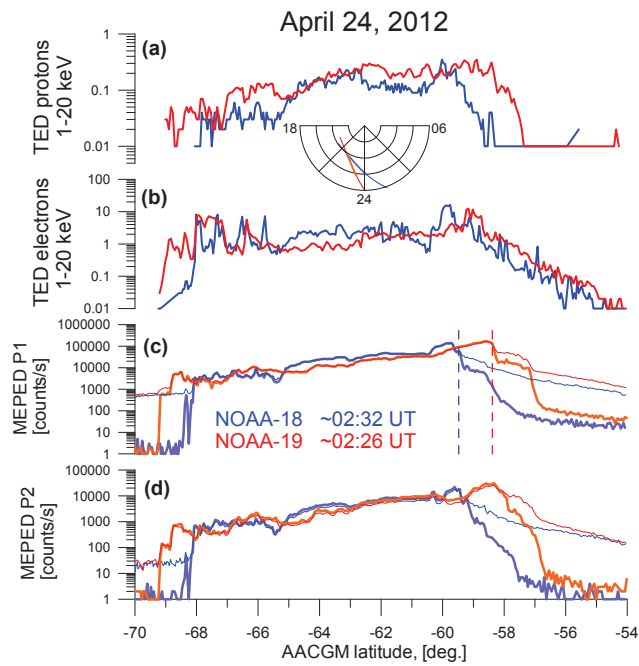 April 24, 2012
(a)
TED protons
1-20 keV
1
0.1
0.01
18
06
24
(b)
TED electrons
1-20 keV
100
10
1
0.1
0.01
(c)
MEPED P1
[counts/s]
1000000
100000
10000
1000
100
10
1
NOAA-18 ~02:32 UT
NOAA-19 ~02:26 UT
(d)
MEPED P2
[counts/s]
100000
10000
1000
100
10
1
-70 -68 -66 -64 -62 -60 -58 -56 -54
AACGM latitude, [deg.]